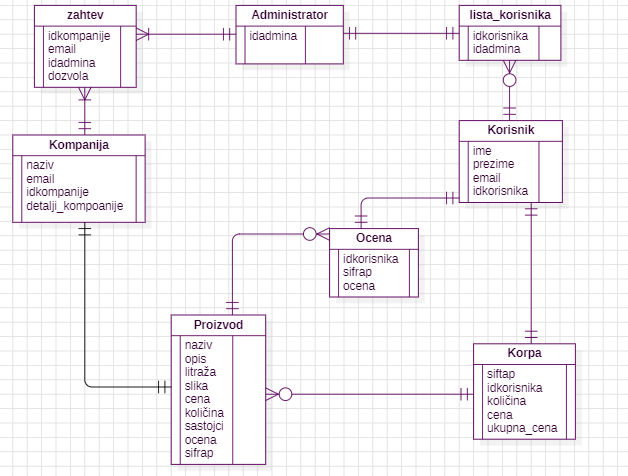 zahtev
idkompanije
email
idadmina
dozvola
Administrator
idadmina
lista_korisnika
idkorisnika
idadmina
Kompanija
naziv
email
idkompanije
detalji_kompoanije
Korisnik
ime
prezime
email
idkorisnika
Ocena
idkorisnika
sifrap
ocena
Proizvod
naziv
opis
litraža
slika
cena
količina
sastojci
ocena
sifrap
Korpa
siftap
idkorisnika
količina
cena
ukupna_cena